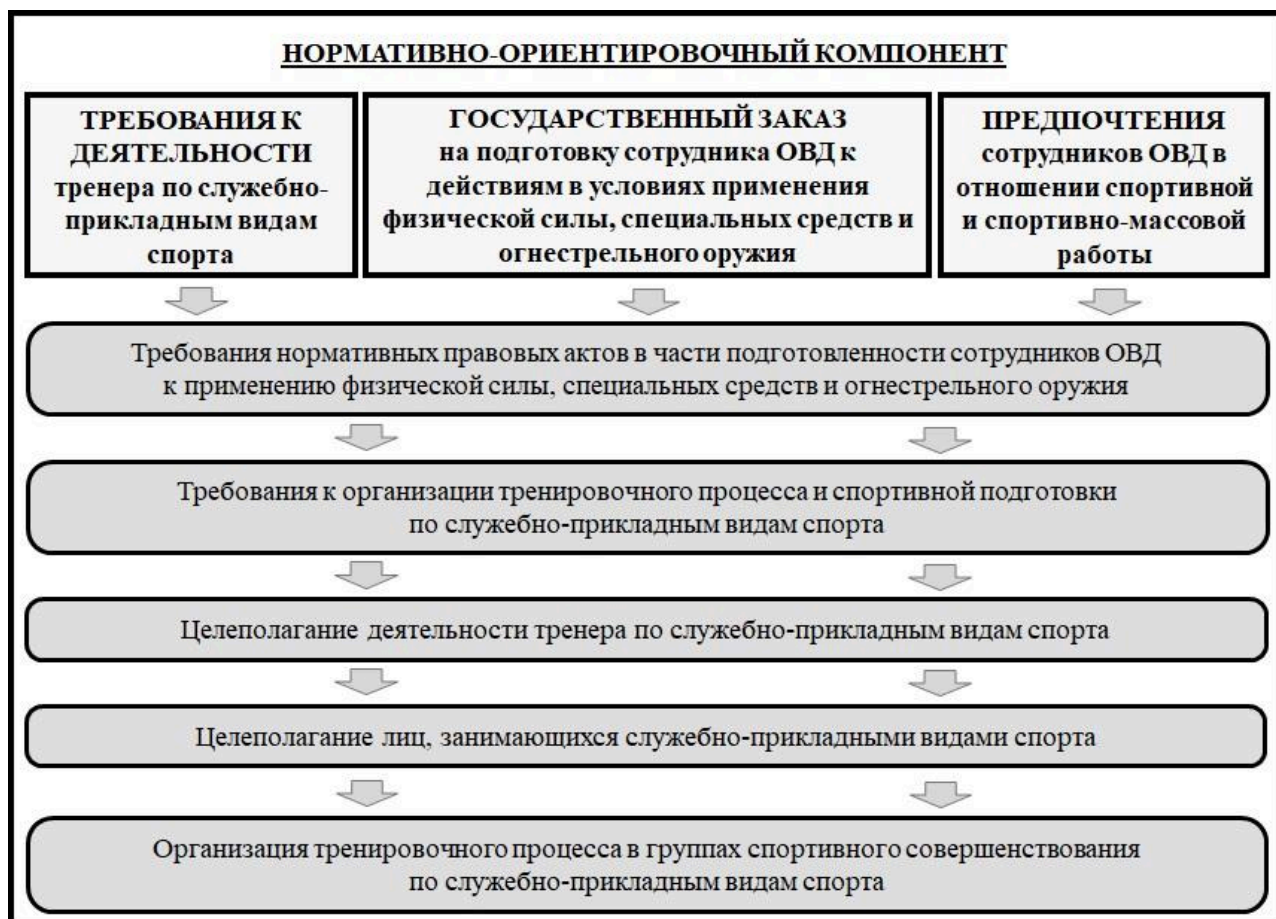 НОРМАТИВНО-ОРИЕНТИРОВОЧНЫЙ КОМПОНЕНТ
ТРЕБОВАНИЯ К
ДЕЯТЕЛЬНОСТИ
тренера по служебно-
прикладным видам
спорта
ГОСУДАРСТВЕННЫЙ ЗАКАЗ
на подготовку сотрудника ОВД к
действиям в условиях применения
физической силы, специальных средств и
огнестрельного оружия
ПРЕДПОЧТЕНИЯ
сотрудников ОВД в
отношении спортивной
и спортивно-массовой
работы
Требования нормативных правовых актов в части подготовленности сотрудников ОВД
к применению физической силы, специальных средств и огнестрельного оружия
Требования к организации тренировочного процесса и спортивной подготовки
по служебно-прикладным видам спорта
Целеполагание деятельности тренера по служебно-прикладным видам спорта
Целеполагание лиц, занимающихся служебно-прикладными видами спорта
Организация тренировочного процесса в группах спортивного совершенствования
по служебно-прикладным видам спорта